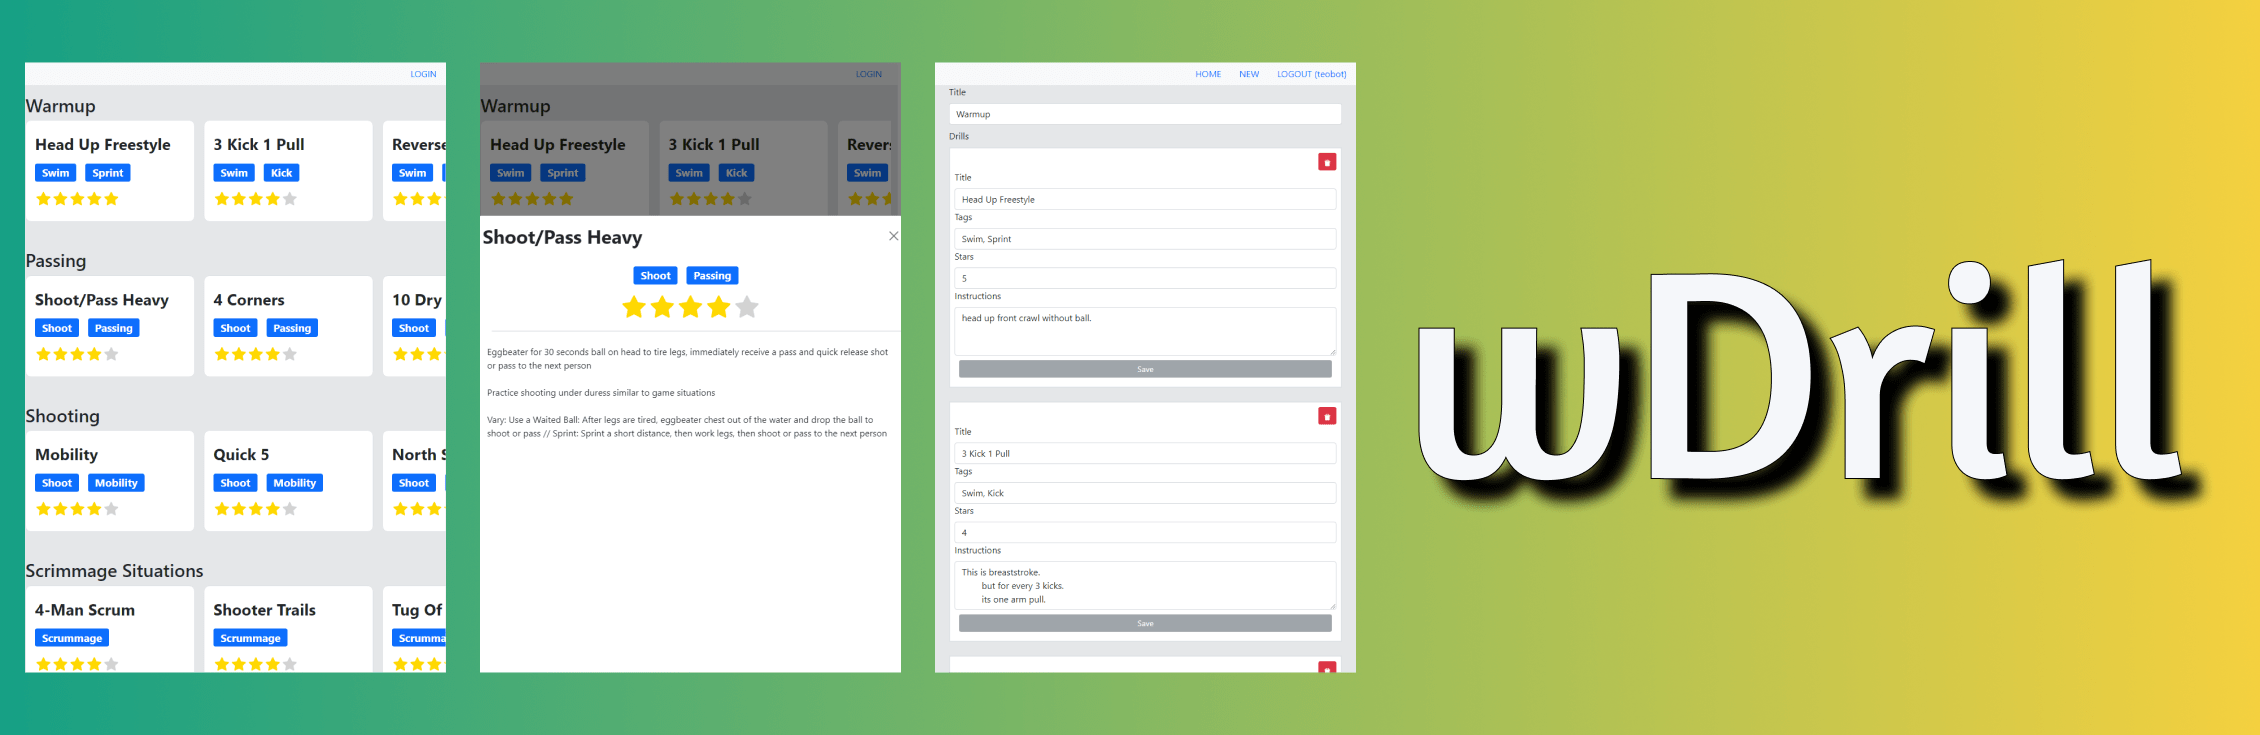 LOGIN
Warmup
Head Up Freestyle
Swim Sprint
3 Kick 1 Pull
Swim Kick
Reverse
Swim
Passing
Shoot/Pass Heavy
Shoot Passing
4 Corners
Shoot Passing
10 Dry
Shoot
Shooting
Mobility
Shoot Mobility
Quick 5
Shoot Mobility
North S
Shoot
Scrimmage Situations
4-Man Scrum
Scrummage
Shooter Trails
Scrummage
Tug Of
Scrumma
LOGIN
Warmup
Head Up Freestyle
Swim Sprint
3 Kick 1 Pull
Swim Kick
Revers
Swim
Shoot/Pass Heavy
Shoot Passing
Eggbeater for 30 seconds ball on head to tire legs, immediately receive a pass and quick release shot
or pass to the next person
Practice shooting under duress similar to game situations
Vary: Use a Waited Ball: After legs are tired, eggbeater chest out of the water and drop the ball to
shoot or pass // Sprint: Sprint a short distance, then work legs, then shoot or pass to the next person
HOME NEW LOGOUT (teobot)
Title
Warmup
Drills
Title
Head Up Freestyle
Tags
Swim, Sprint
Stars
5
Instructions
head up front crawl without ball.
Save
Title
3 Kick 1 Pull
Tags
Swim, Kick
Stars
4
Instructions
This is breaststroke.
but for every 3 kicks.
its one arm pull.
Save
wDrill